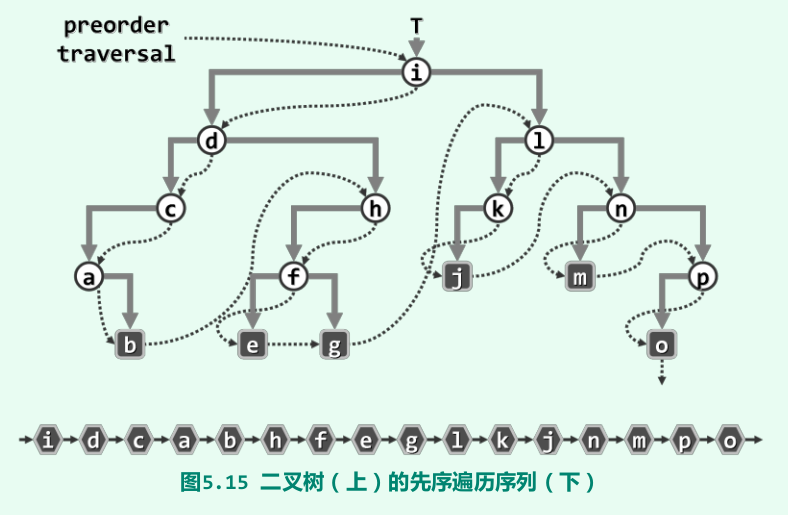 preorder
traversal
T
i
d
l
c
h
k
n
a
f
j
m
p
b
e
g
o
i d c a b h f e g l k j n m p o
图5.15 二叉树（上）的先序遍历序列（下）